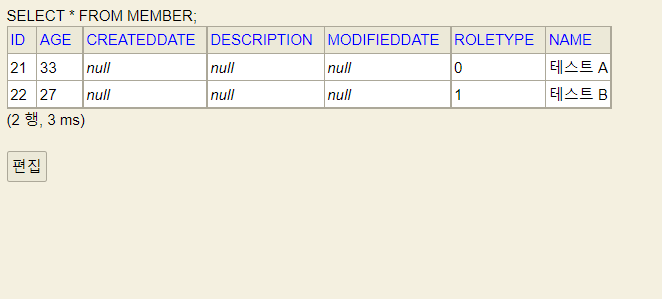 SELECT * FROM MEMBER;
ID AGE CREATEDDATE DESCRIPTION MODIFIEDDATE ROLETYPE NAME
21 33 null null null 0 테스트 A
22 27 null null null 1 테스트 B
(2 행, 3 ms)
편집